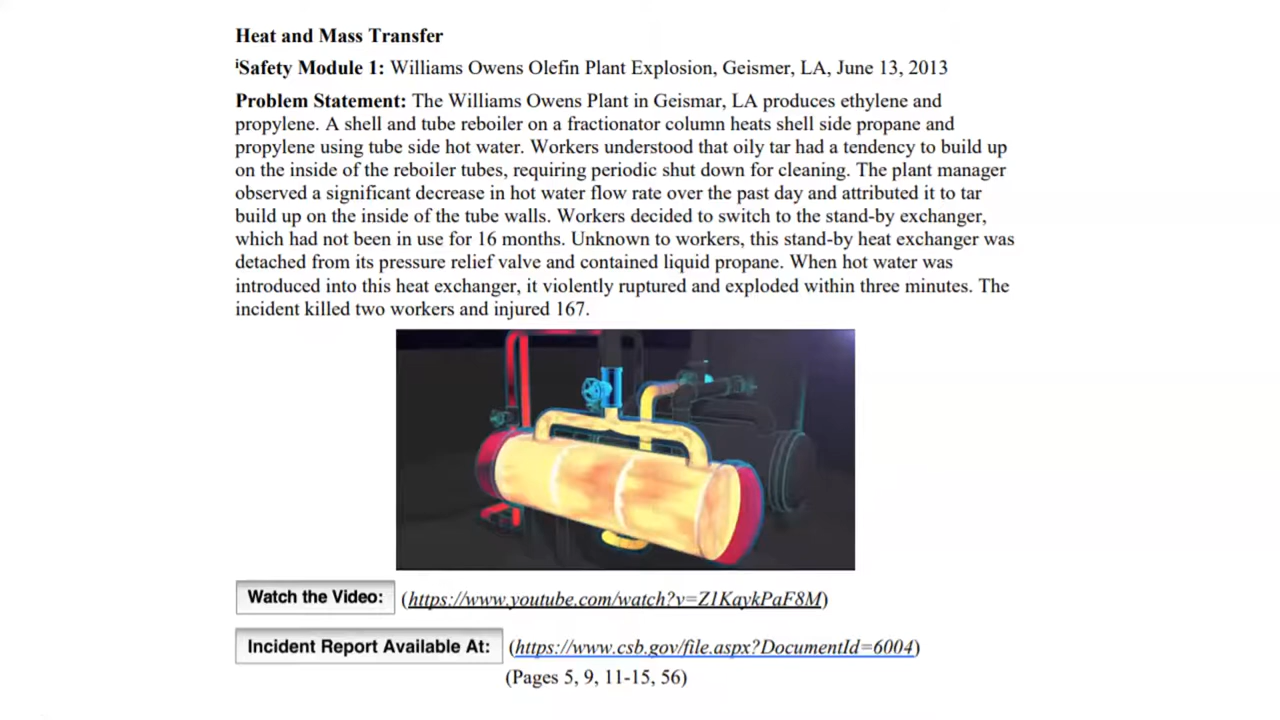 Heat and Mass Transfer
iSafety Module 1: Williams Owens Olefin Plant Explosion, Geismer, LA, June 13, 2013
Problem Statement: The Williams Owens Plant in Geismar, LA produces ethylene and
propylene. A shell and tube reboiler on a fractionator column heats shell side propane and
propylene using tube side hot water. Workers understood that oily tar had a tendency to build up
on the inside of the reboiler tubes, requiring periodic shut down for cleaning. The plant manager
observed a significant decrease in hot water flow rate over the past day and attributed it to tar
build up on the inside of the tube walls. Workers decided to switch to the stand-by exchanger,
which had not been in use for 16 months. Unknown to workers, this stand-by heat exchanger was
detached from its pressure relief valve and contained liquid propane. When hot water was
introduced into this heat exchanger, it violently ruptured and exploded within three minutes. The
incident killed two workers and injured 167.
Watch the Video: (https://www.youtube.com/watch?v=Z1KaykPaF8M)
Incident Report Available At: (https://www.csb.gov/file.aspx?DocumentId=6004)
(Pages 5, 9, 11-15, 56)